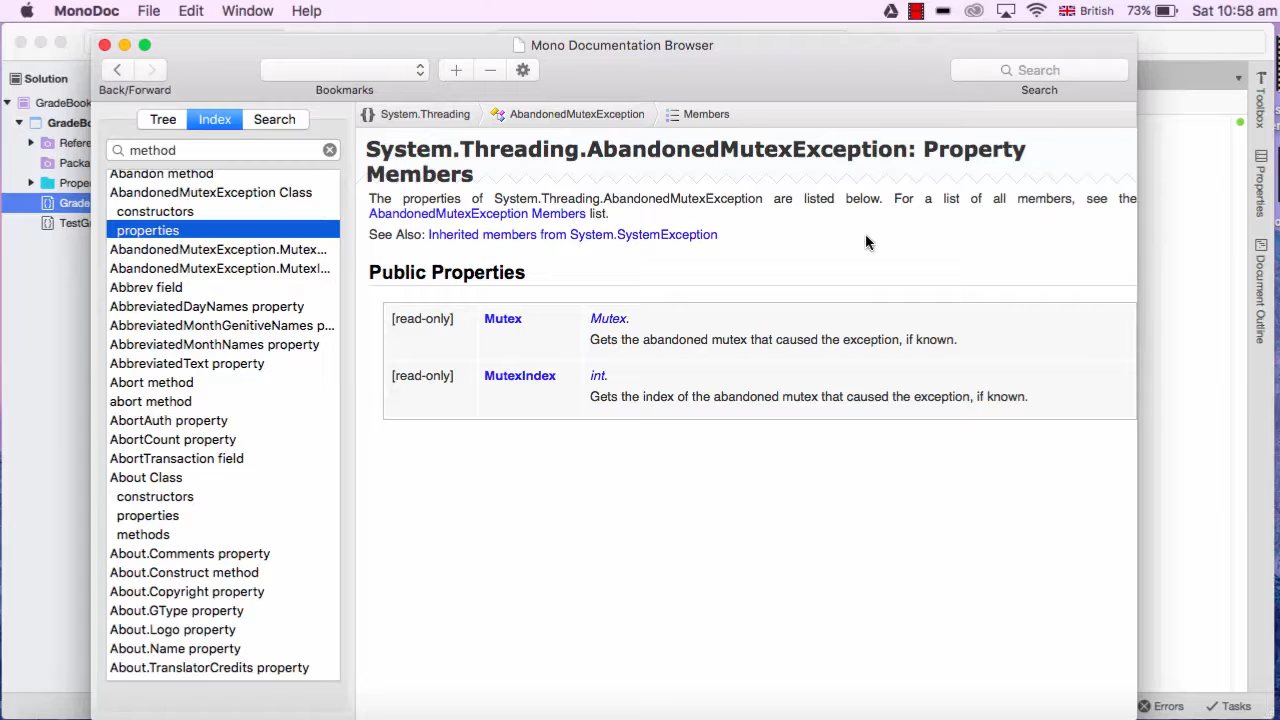 MonoDoc File Edit Window Help
British 73% Sat 10:58 am
Mono Documentation Browser
Back/Forward
Bookmarks
Search
Search
Solution
GradeBook
GradeBo
Refere
Packa
Proper
Grade
TestG
Tree Index Search
method
Abandon method
AbandonedMutexException Class
constructors
properties
AbandonedMutexException.Mutex...
AbandonedMutexException.MutexI...
Abbrev field
AbbreviatedDayNames property
AbbreviatedMonthGenitiveNames p...
AbbreviatedMonthNames property
AbbreviatedText property
Abort method
abort method
AbortAuth property
AbortCount property
AbortTransaction field
About Class
constructors
properties
methods
About.Comments property
About.Construct method
About.Copyright property
About.GType property
About.Logo property
About.Name property
About.TranslatorCredits property
System.Threading AbandonedMutexException Members
System.Threading.AbandonedMutexException: Property
Members
The properties of System.Threading.AbandonedMutexException are listed below. For a list of all members, see the
AbandonedMutexException Members list.
See Also: Inherited members from System.SystemException
Public Properties
[read-only] Mutex Mutex.
Gets the abandoned mutex that caused the exception, if known.
[read-only] MutexIndex int.
Gets the index of the abandoned mutex that caused the exception, if known.
Toolbox
Properties
Document Outline
Errors Tasks